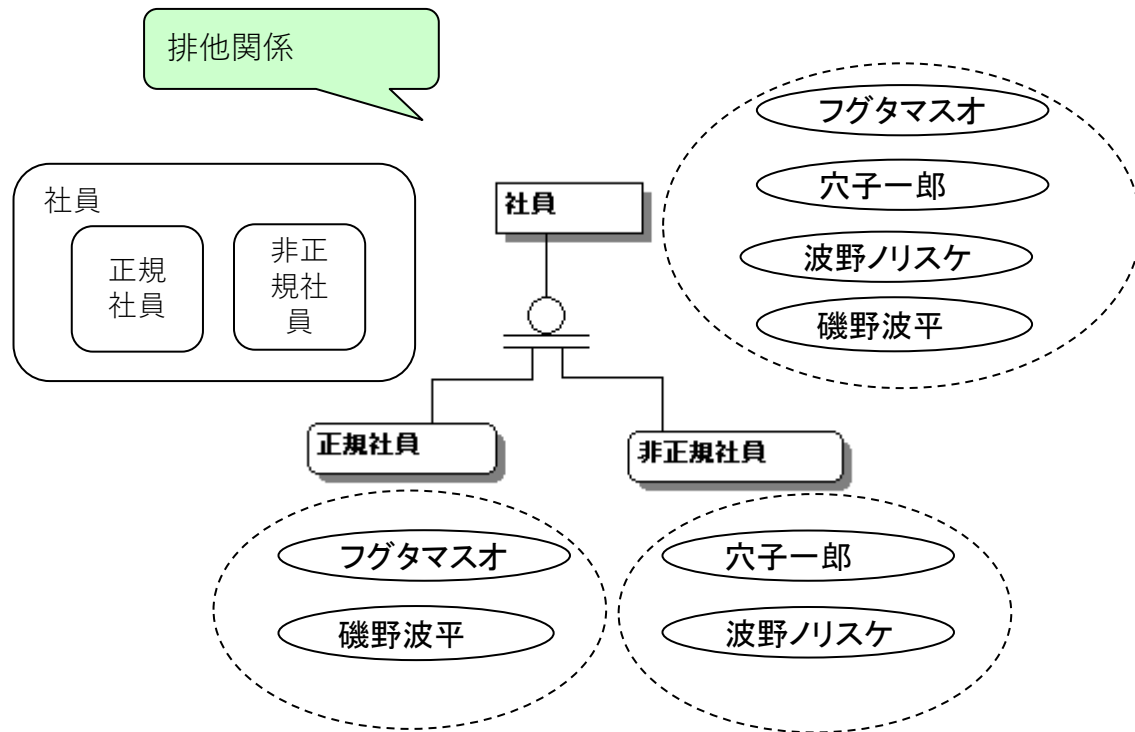 排他関係
フグタマスオ
穴子一郎
社員
社員
正規
社員
非正
規社
員
波野ノリスケ
磯野波平
正規社員
非正規社員
フグタマスオ
穴子一郎
磯野波平
波野ノリスケ